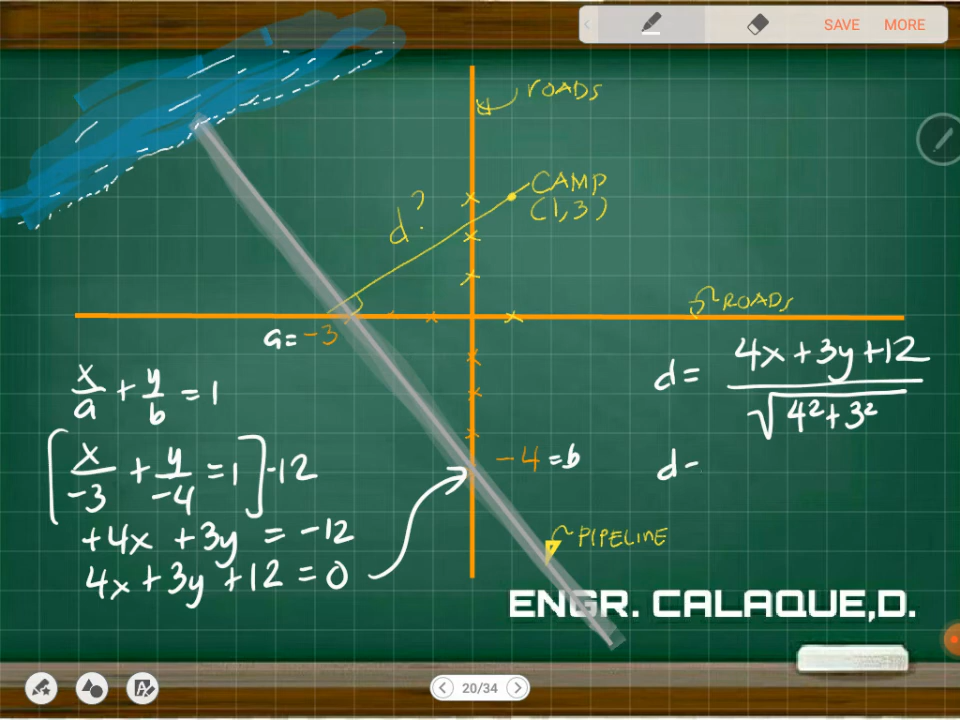 SAVE MORE
ROADS
CAMP
(1,3)
d?
ROADS
a= -3
x/a + y/b = 1
[x/-3 + y/-4 = 1] -12
+4x +3y = -12
4x+3y +12 = 0
-4 =b
d= 4x+3y+12 / √4²+3²
d-
PIPELINE
ENGR. CALAQUE,D.
20/34